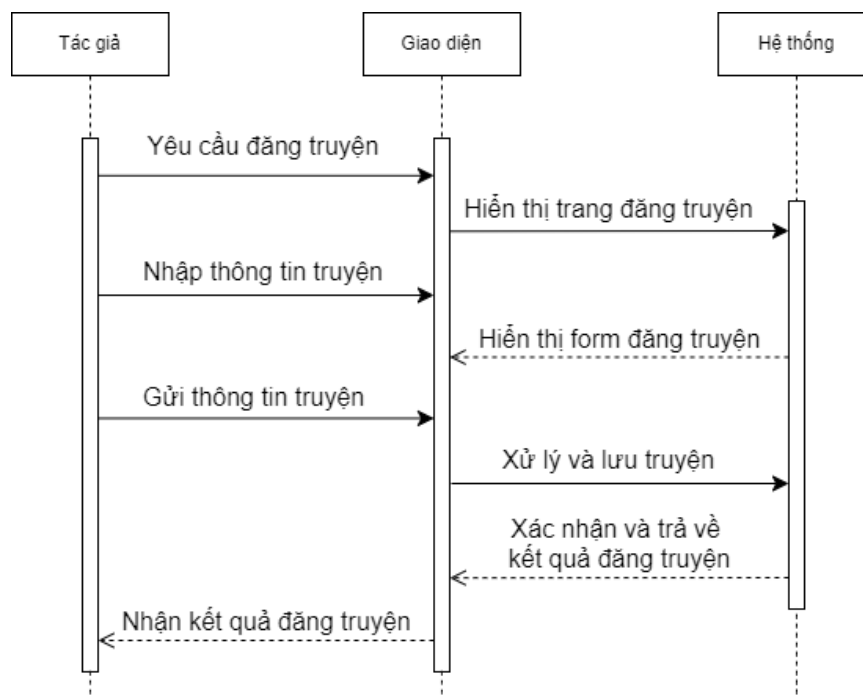 Tác giả
Giao diện
Hệ thống
Yêu cầu đăng truyện
Hiển thị trang đăng truyện
Nhập thông tin truyện
Hiển thị form đăng truyện
Gửi thông tin truyện
Xử lý và lưu truyện
Xác nhận và trả về
kết quả đăng truyện
Nhận kết quả đăng truyện